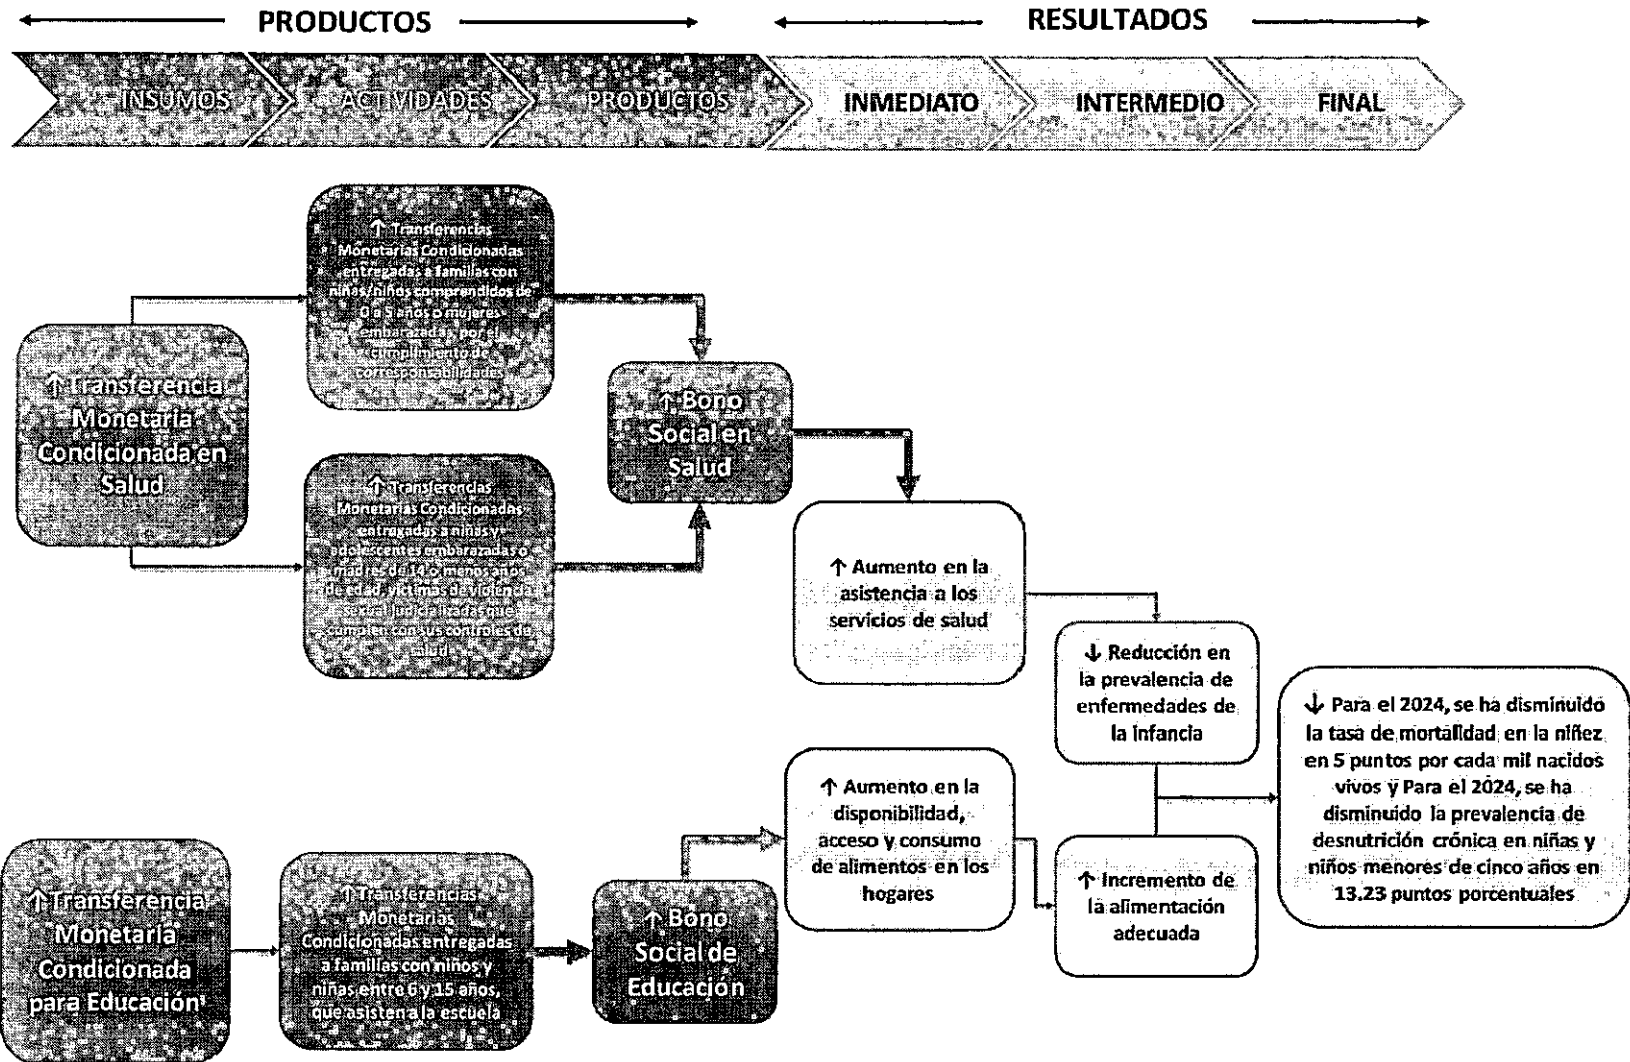 PRODUCTOS
RESULTADOS
INSUMOS
ACTIVIDADES
PRODUCTOS
INMEDIATO
INTERMEDIO
FINAL
↑ Transferencia
Monetaria
Condicionada en
Salud
↑ Transferencias
Monetarias Condicionadas
entregadas a familias con
niñas/niños comprendidos de
0 a 5 años o mujeres
embarazadas, por el
cumplimiento de
corresponsabilidades
↑ Transferencias
Monetarias Condicionadas
entregadas a niñas y
adolescentes embarazadas o
madres de 14 o menos años
de edad, víctimas de violencia
sexual judicializadas que
cumplen con sus controles de
salud
↑ Bono
Social en
Salud
↑ Aumento en la
asistencia a los
servicios de salud
↓ Reducción en
la prevalencia de
enfermedades de
la infancia
↓ Para el 2024, se ha disminuido
la tasa de mortalidad en la niñez
en 5 puntos por cada mil nacidos
vivos y Para el 2024, se ha
disminuido la prevalencia de
desnutrición crónica en niñas y
niños menores de cinco años en
13.23 puntos porcentuales
↑ Transferencia
Monetaria
Condicionada
para Educación
↑ Transferencias
Monetarias
Condicionadas entregadas
a familias con niños y
niñas entre 6 y 15 años,
que asisten a la escuela
↑ Bono
Social de
Educación
↑ Aumento en la
disponibilidad,
acceso y consumo
de alimentos en los
hogares
↑ Incremento de
la alimentación
adecuada